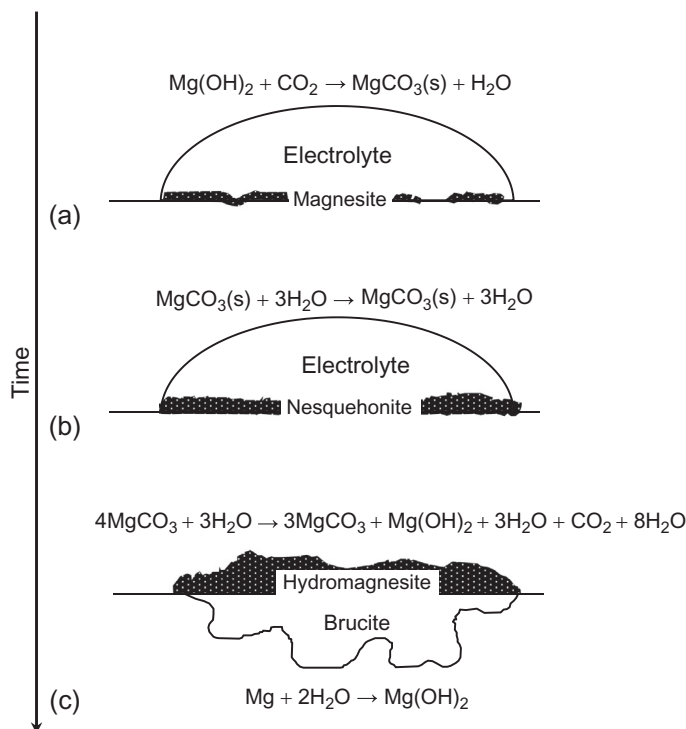 Mg(OH)₂ + CO₂ → MgCO₃(s) + H₂O
Electrolyte
Magnesite
(a)
MgCO₃(s) + 3H₂O → MgCO₃(s) + 3H₂O
Electrolyte
Nesquehonite
(b)
Time
4MgCO₃ + 3H₂O → 3MgCO₃ + Mg(OH)₂ + 3H₂O + CO₂ + 8H₂O
Hydromagnesite
Brucite
(c)
Mg + 2H₂O → Mg(OH)₂